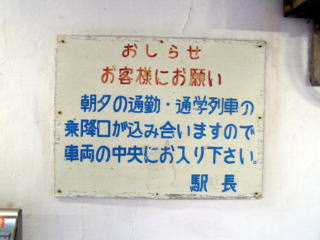 おしらせ
お客様にお願い
朝夕の通勤・通学列車の
乗降口が込み合いますので
車両の中央にお入り下さい。
駅長